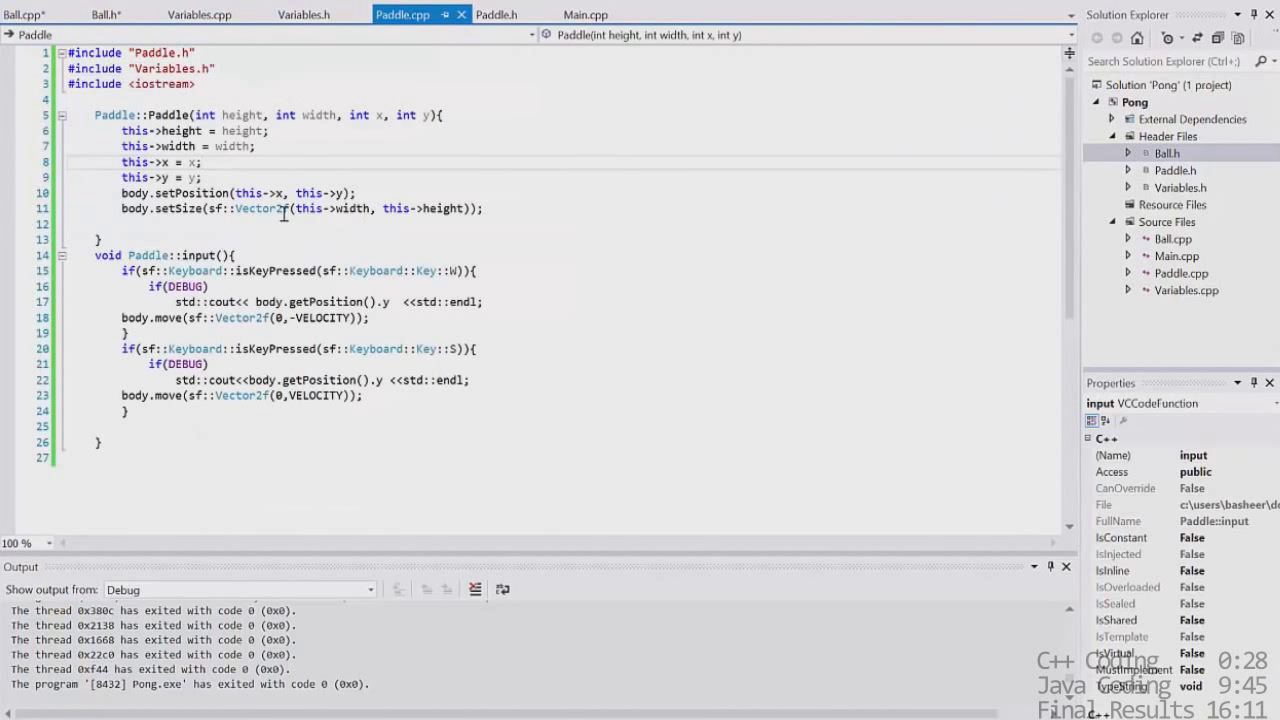 Ball.cpp* Ball.h* Variables.cpp Variables.h Paddle.cpp Paddle.h Main.cpp
Paddle Paddle(int height, int width, int x, int y)
1 #include "Paddle.h"
2 #include "Variables.h"
3 #include <iostream>
4
5 Paddle::Paddle(int height, int width, int x, int y){
6 this->height = height;
7 this->width = width;
8 this->x = x;
9 this->y = y;
10 body.setPosition(this->x, this->y);
11 body.setSize(sf::Vector2f(this->width, this->height));
12
13 }
14 void Paddle::input(){
15 if(sf::Keyboard::isKeyPressed(sf::Keyboard::Key::W)){
16 if(DEBUG)
17 std::cout<< body.getPosition().y  <<std::endl;
18 body.move(sf::Vector2f(0,-VELOCITY));
19 }
20 if(sf::Keyboard::isKeyPressed(sf::Keyboard::Key::S)){
21 if(DEBUG)
22 std::cout<<body.getPosition().y <<std::endl;
23 body.move(sf::Vector2f(0,VELOCITY));
24 }
25
26 }
27
100 %
Output
Show output from: Debug
The thread 0x380c has exited with code 0 (0x0).
The thread 0x2138 has exited with code 0 (0x0).
The thread 0x1668 has exited with code 0 (0x0).
The thread 0x22c0 has exited with code 0 (0x0).
The thread 0xf44 has exited with code 0 (0x0).
The program '[8432] Pong.exe' has exited with code 0 (0x0).
Solution Explorer
Search Solution Explorer (Ctrl+;)
Solution 'Pong' (1 project)
Pong
External Dependencies
Header Files
Ball.h
Paddle.h
Variables.h
Resource Files
Source Files
Ball.cpp
Main.cpp
Paddle.cpp
Variables.cpp
Properties
input VCCodeFunction
C++
(Name) input
Access public
CanOverride False
File c:\users\basheer\do
FullName Paddle::input
IsConstant False
IsInjected False
IsInline False
IsOverloaded False
IsSealed False
IsShared False
IsTemplate False
IsVirtual False
MustImplement False
TypeString void
C++
C++ Coding 0:28
Java Coding 9:45
Final Results 16:11